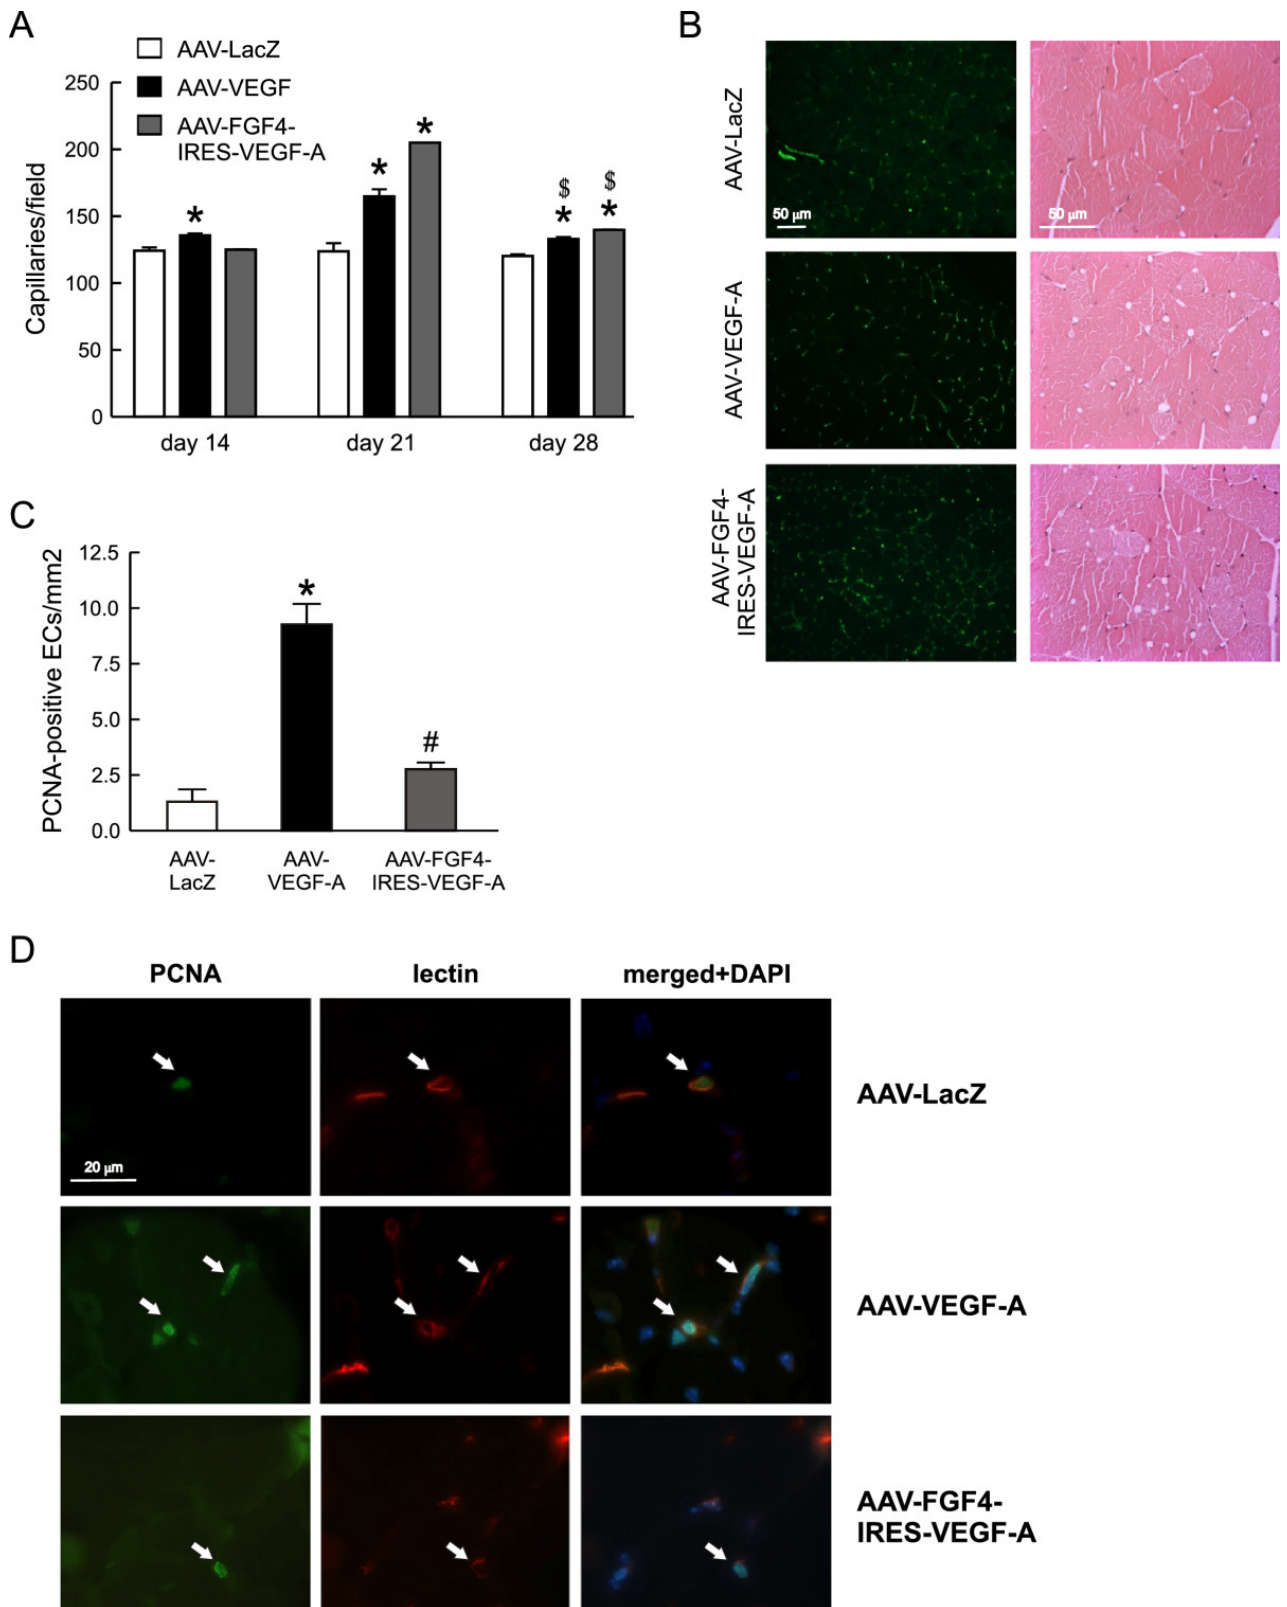 A
AAV-LacZ
AAV-VEGF
AAV-FGF4-
IRES-VEGF-A
Capillaries/field
250
200
150
100
50
0
*
*
*
$
*
$
*
day 14
day 21
day 28
B
AAV-LacZ
50 µm
50 µm
AAV-VEGF-A
AAV-FGF4-
IRES-VEGF-A
C
PCNA-positive ECs/mm2
12.5
10.0
7.5
5.0
2.5
0.0
*
#
AAV-
LacZ
AAV-
VEGF-A
AAV-FGF4-
IRES-VEGF-A
D
PCNA
lectin
merged+DAPI
20 µm
AAV-LacZ
AAV-VEGF-A
AAV-FGF4-
IRES-VEGF-A